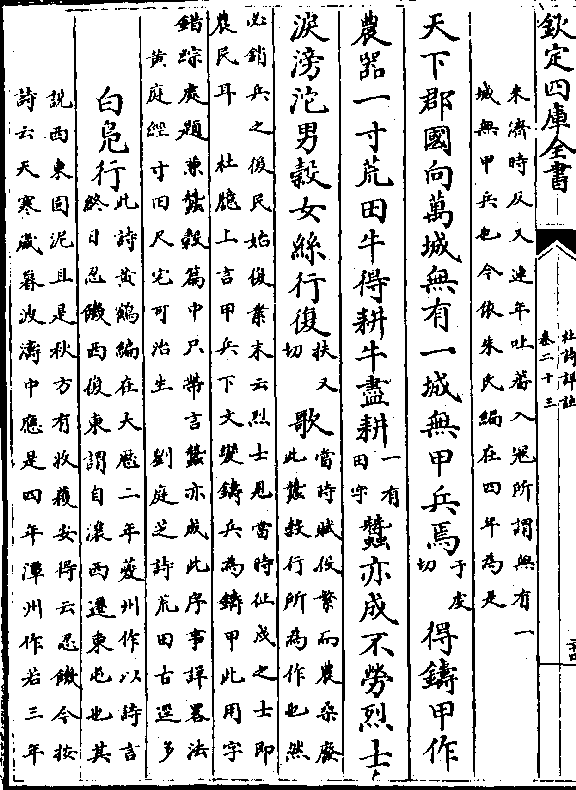 欽定四庫全書
杜詩詳註
卷二十三
朱濟時反又連年吐蕃入寇所謂無有一
城無甲兵也今依朱氏編在四年為是
天下郡國向萬城無有一城無甲兵焉于虔切得鑄甲作
農器一寸荒田牛得耕牛盡耕一有田字蠶亦成不勞烈士
淚滂沱男穀女絲行復扶又切歌當時賦役繁而農桑廢
此蠶穀行所為作也然
必銷兵之後民始復業末云烈士見當時征戍之士即
農民耳　杜臆上言甲兵下文變鑄兵為鑄甲此用字
錯踪處題兼蠶穀篇中只帶言蠶亦成此序事詳畧法
黄庭經寸田尺宅可治生　劉庭芝詩荒田古逕多
白鳧行此詩黄鶴編在大厯二年夔州作以詩言
終日忍饑西復東謂自瀼西遷東屯也其
說西東固泥且是秋方有收穫安得云忍饑今按
詩云天寒歲暮波濤中應是四年潭州作若三年